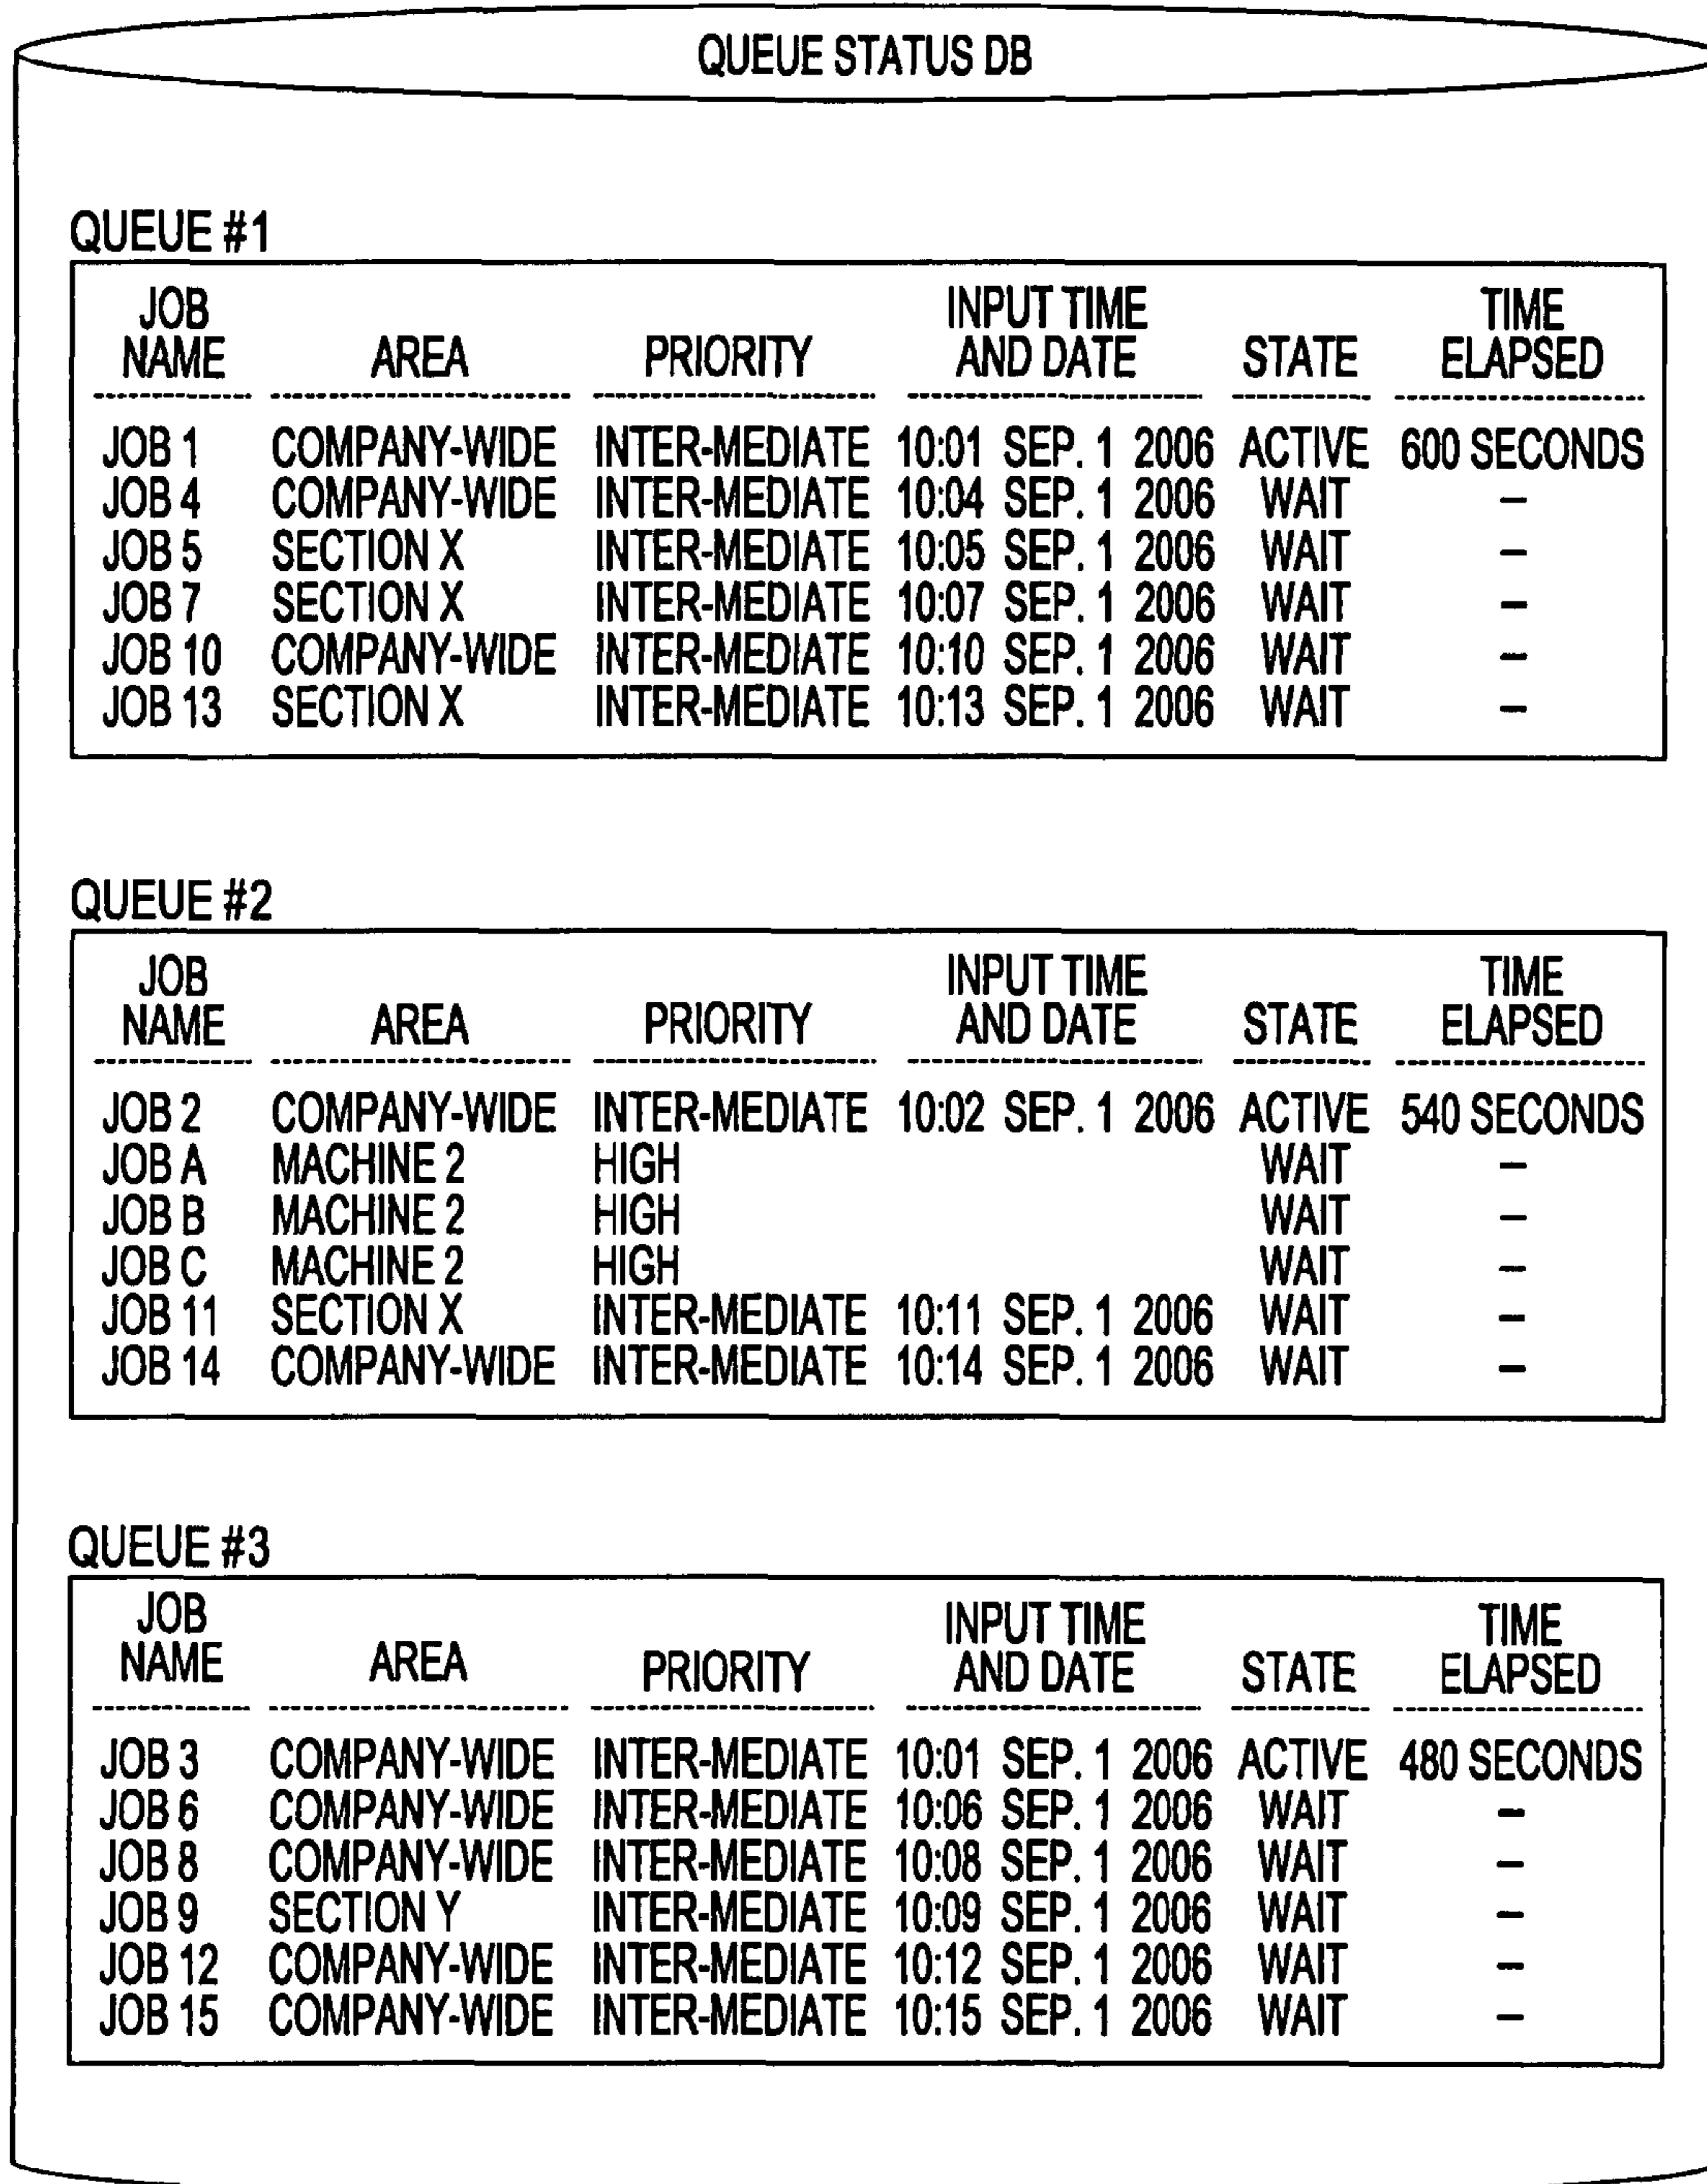 QUEUE STATUS DB
QUEUE #1
JOB NAME AREA PRIORITY INPUT TIME AND DATE STATE TIME ELAPSED
JOB 1 COMPANY-WIDE INTER-MEDIATE 10:01 SEP. 1 2006 ACTIVE 600 SECONDS
JOB 4 COMPANY-WIDE INTER-MEDIATE 10:04 SEP. 1 2006 WAIT –
JOB 5 SECTION X INTER-MEDIATE 10:05 SEP. 1 2006 WAIT –
JOB 7 SECTION X INTER-MEDIATE 10:07 SEP. 1 2006 WAIT –
JOB 10 COMPANY-WIDE INTER-MEDIATE 10:10 SEP. 1 2006 WAIT –
JOB 13 SECTION X INTER-MEDIATE 10:13 SEP. 1 2006 WAIT –
QUEUE #2
JOB NAME AREA PRIORITY INPUT TIME AND DATE STATE TIME ELAPSED
JOB 2 COMPANY-WIDE INTER-MEDIATE 10:02 SEP. 1 2006 ACTIVE 540 SECONDS
JOB A MACHINE 2 HIGH WAIT –
JOB B MACHINE 2 HIGH WAIT –
JOB C MACHINE 2 HIGH WAIT –
JOB 11 SECTION X INTER-MEDIATE 10:11 SEP. 1 2006 WAIT –
JOB 14 COMPANY-WIDE INTER-MEDIATE 10:14 SEP. 1 2006 WAIT –
QUEUE #3
JOB NAME AREA PRIORITY INPUT TIME AND DATE STATE TIME ELAPSED
JOB 3 COMPANY-WIDE INTER-MEDIATE 10:01 SEP. 1 2006 ACTIVE 480 SECONDS
JOB 6 COMPANY-WIDE INTER-MEDIATE 10:06 SEP. 1 2006 WAIT –
JOB 8 COMPANY-WIDE INTER-MEDIATE 10:08 SEP. 1 2006 WAIT –
JOB 9 SECTION Y INTER-MEDIATE 10:09 SEP. 1 2006 WAIT –
JOB 12 COMPANY-WIDE INTER-MEDIATE 10:12 SEP. 1 2006 WAIT –
JOB 15 COMPANY-WIDE INTER-MEDIATE 10:15 SEP. 1 2006 WAIT –